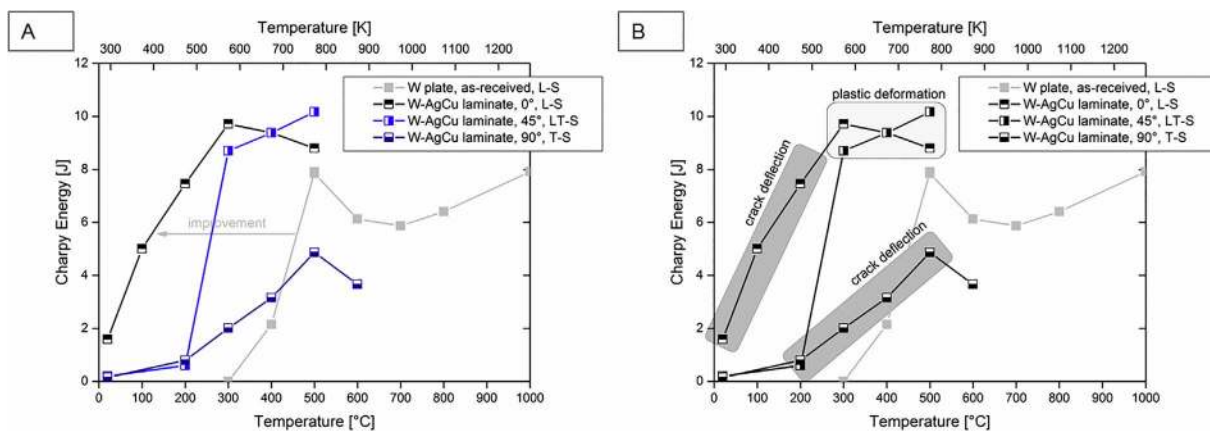 A
Temperature [K]
300 400 500 600 700 800 900 1000 1100 1200
12
10
8
6
4
2
0
Charpy Energy [J]
W plate, as-received, L-S
W-AgCu laminate, 0°, L-S
W-AgCu laminate, 45°, LT-S
W-AgCu laminate, 90°, T-S
improvement
0 100 200 300 400 500 600 700 800 900 1000
Temperature [°C]
B
Temperature [K]
300 400 500 600 700 800 900 1000 1100 1200
12
10
8
6
4
2
0
Charpy Energy [J]
W plate, as-received, L-S
W-AgCu laminate, 0°, L-S
W-AgCu laminate, 45°, LT-S
W-AgCu laminate, 90°, T-S
plastic deformation
crack deflection
crack deflection
0 100 200 300 400 500 600 700 800 900 1000
Temperature [°C]